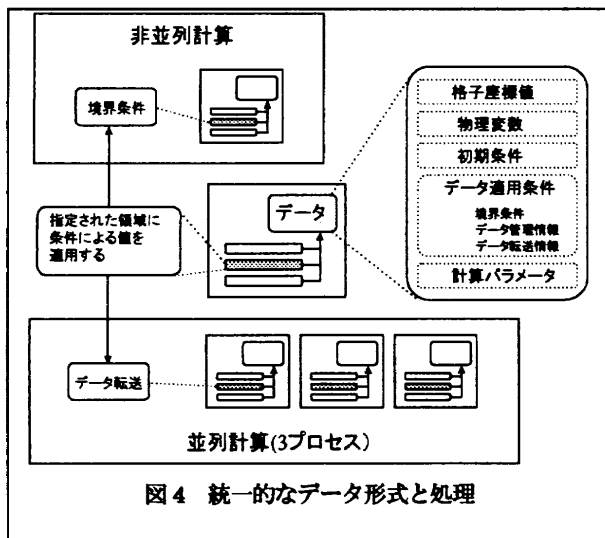 非並列計算
境界条件
格子座標値
物理変数
初期条件
データ適用条件
境界条件
データ管理情報
データ転送情報
計算パラメータ
データ
指定された領域に
条件による値を
適用する
データ転送
並列計算(3プロセス)
図4 統一的なデータ形式と処理